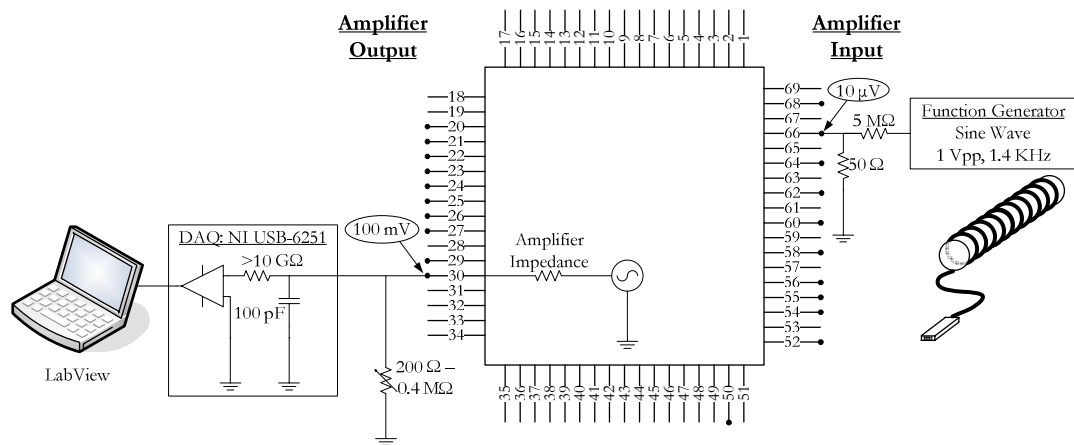 Amplifier
Output
Amplifier
Input
17 16 15 14 13 12 11 10 9 8 7 6 5 4 3 2 1
18
19
20
21
22
23
24
25
26
27
28
29
30
31
32
33
34
69
68
67
66
65
64
63
62
61
60
59
58
57
56
55
54
53
52
35 36 37 38 39 40 41 42 43 44 45 46 47 48 49 50 51
10 μV
5 MΩ
50 Ω
Function Generator
Sine Wave
1 Vpp, 1.4 KHz
100 mV
Amplifier
Impedance
DAQ: NI USB-6251
>10 GΩ
100 pF
200 Ω –
0.4 MΩ
LabView